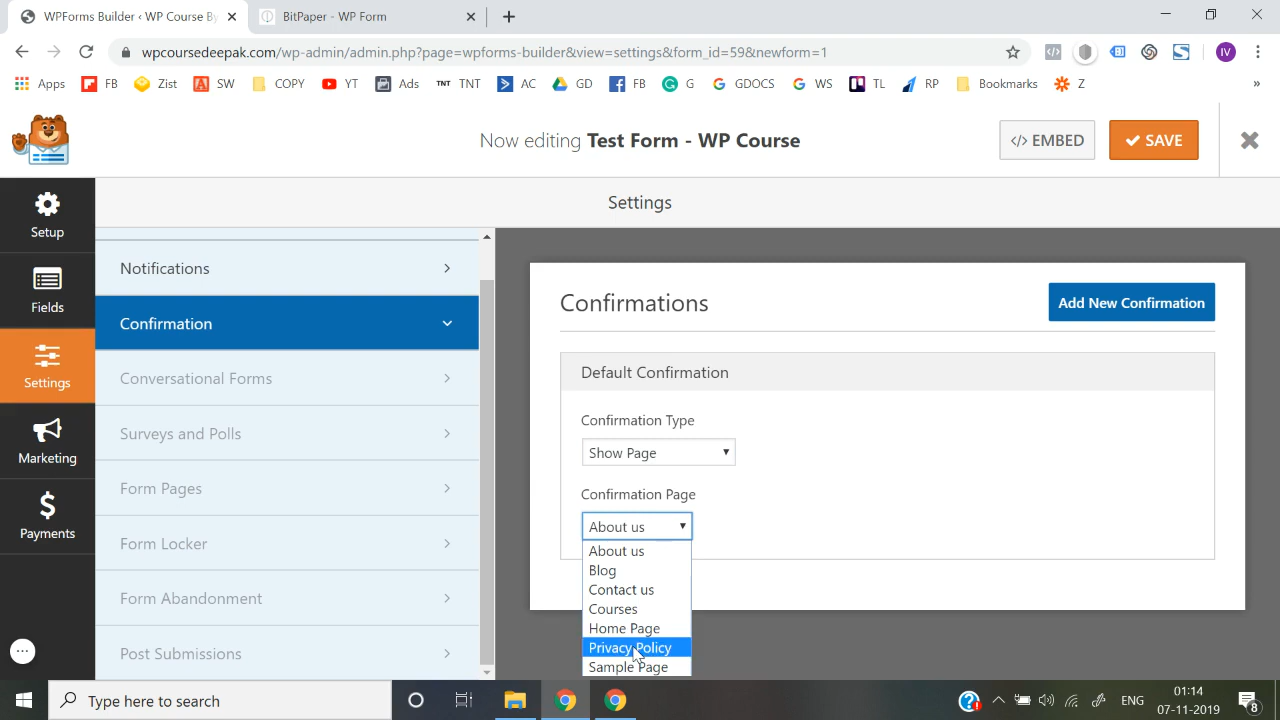 WPForms Builder ‹ WP Course By
BitPaper - WP Form
wpcoursedeepak.com/wp-admin/admin.php?page=wpforms-builder&view=settings&form_id=59&newform=1
IV
Apps FB Zist SW COPY YT Ads TNT TNT AC GD FB G GDOCS WS TL RP Bookmarks Z »
Now editing Test Form - WP Course
</> EMBED
SAVE
Setup
Fields
Settings
Marketing
Payments
Settings
Notifications
Confirmation
Conversational Forms
Surveys and Polls
Form Pages
Form Locker
Form Abandonment
Post Submissions
Confirmations
Add New Confirmation
Default Confirmation
Confirmation Type
Show Page
Confirmation Page
About us
About us
Blog
Contact us
Courses
Home Page
Privacy Policy
Sample Page
Type here to search
ENG
01:14
07-11-2019
8